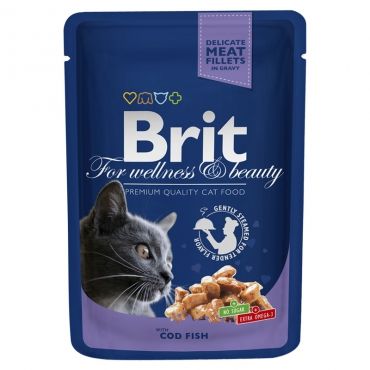 DELICATE
MEAT
FILLETS
IN GRAVY
Brit
For wellness & beauty
PREMIUM QUALITY CAT FOOD
GENTLY STEAMED
FOR TENDER FLAVOR
NO SUGAR
EXTRA OMEGA-3
WITH
COD FISH